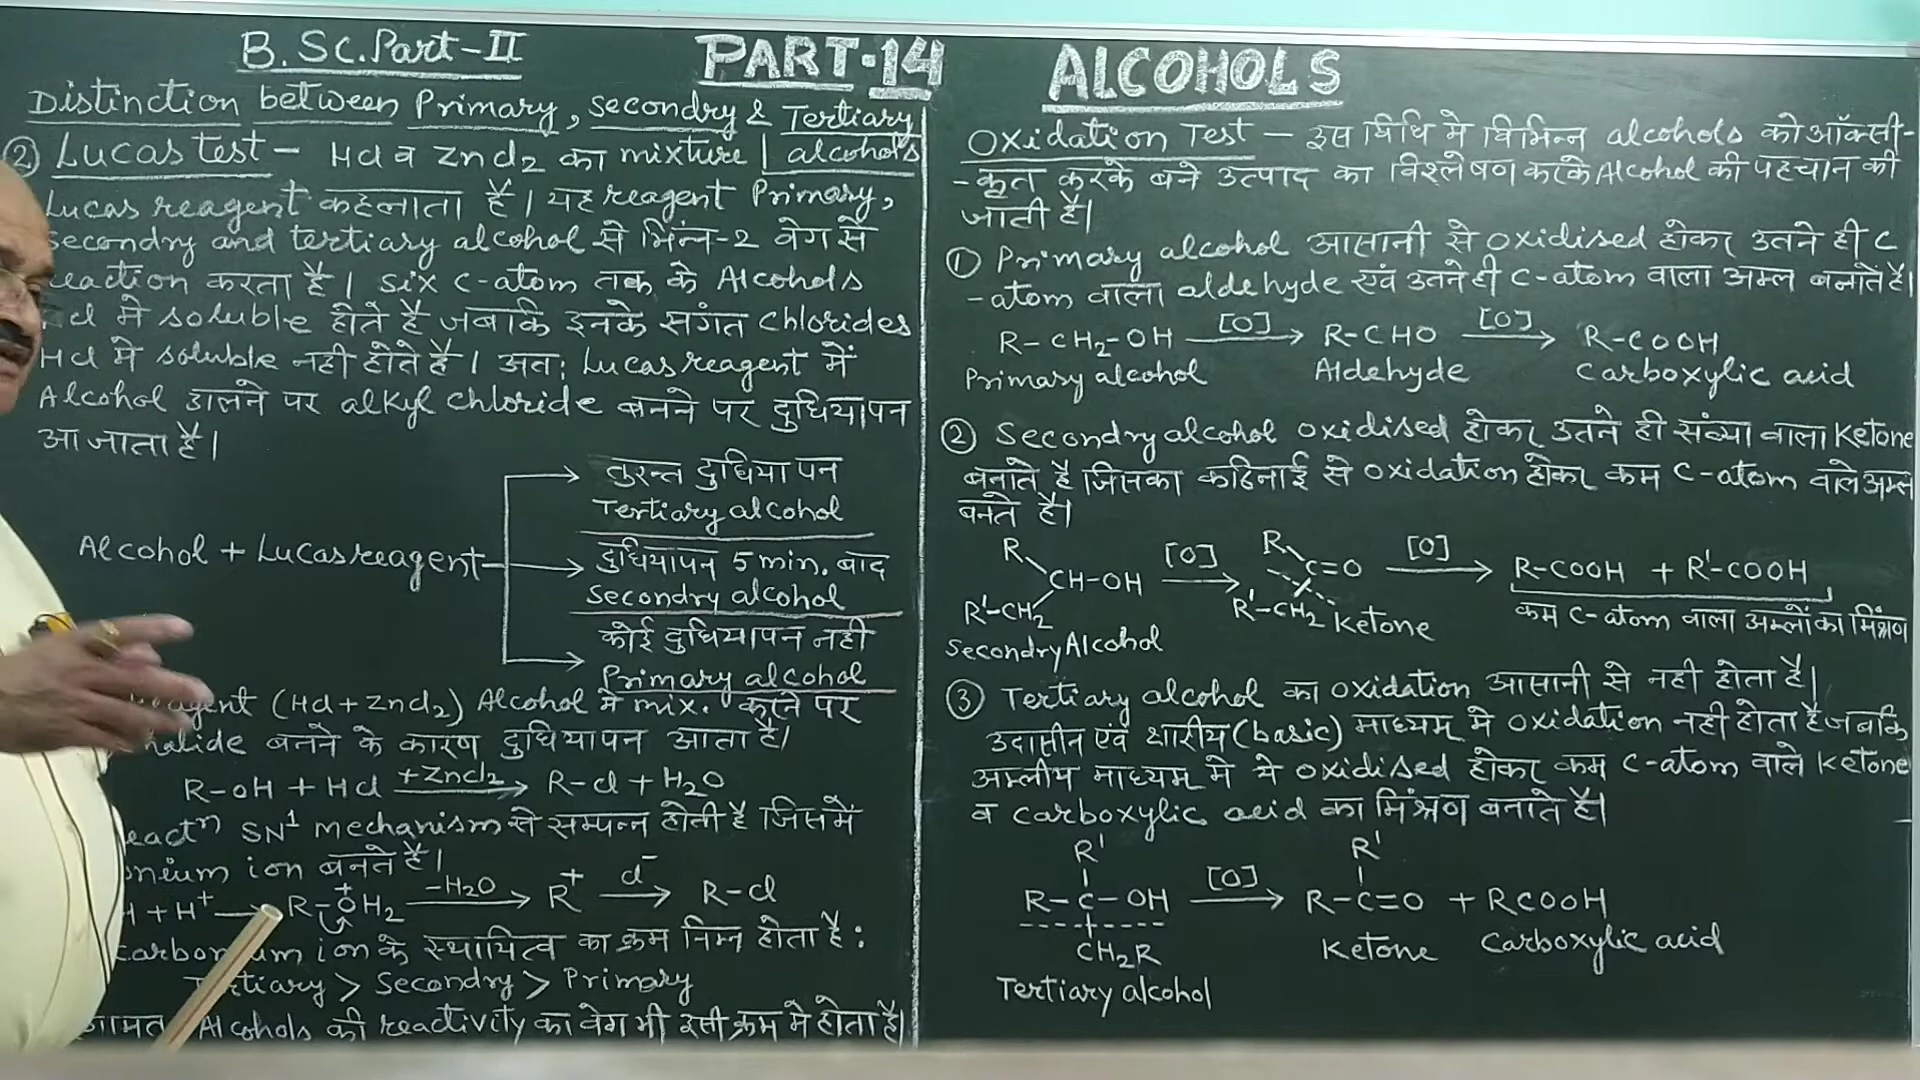 B.Sc. Part-II
PART-14
ALCOHOLS
Distinction between Primary, secondry & Tertiary
alcohols
② Lucas test - HCl व ZnCl2 का mixture
Lucas reagent कहलाता है। यह reagent Primary,
secondry and tertiary alcohol से भिन्न-2 वेग से
reaction करता है। six C-atom तक के Alcohols
HCl मे soluble होते है जबकि इनके संगत chlorides
HCl मे soluble नही होते है। अत: Lucas reagent में
Alcohol डालने पर alkyl chloride बनने पर दुधियापन
आ जाता है।
तुरन्त दुधिया पन
Tertiary alcohol
Alcohol + Lucas reagent
दुधियापन 5 min. बाद
Secondry alcohol
कोई दुधियापन नही
Primary alcohol
(HCl + ZnCl2) Alcohol मे mix. करने पर
halide बनने के कारण दुधियापन आता है।
R-OH + HCl +ZnCl2 R-Cl + H2O
SN1 mechanism से सम्पन्न होती है जिसमें
ion बनते है।
H + H+ R-O+H2 -H2O R+ Cl- R-Cl
ion के स्थायित्व का क्रम निम्न होता है:
Tertiary > Secondry > Primary
Alcohols की reactivity का वेग भी इसी क्रम मे होता है।
Oxidation Test - इस विधि मे विभिन्न alcohols को ऑक्सी-
-कृत करके बने उत्पाद का विश्लेषण करके Alcohol की पहचान की
जाती है।
① Primary alcohol आसानी से oxidised होकर उतने ही C
-atom वाला aldehyde एवं उतने ही C-atom वाला अम्ल बनाते है।
R-CH2-OH [O] R-CHO [O] R-COOH
Primary alcohol Aldehyde Carboxylic acid
② Secondry alcohol oxidised होकर उतने ही संख्या वाला Ketone
बनाते है जिसका कठिनाई से oxidation होकर कम C-atom वाले अम्ल
बनते है।
R R
CH-OH [O] C=O [O] R-COOH + R'-COOH
R'-CH2 R'-CH2 Ketone कम C-atom वाला अम्लों का मिश्रण
Secondry Alcohol
③ Tertiary alcohol का oxidation आसानी से नही होता है।
उदासीन एवं क्षारीय (basic) माध्यम मे oxidation नही होता है जबकि
अम्लीय माध्यम मे ये oxidised होकर कम C-atom वाले Ketone
व carboxylic acid का मिश्रण बनाते है।
R' R'
R-C-OH [O] R-C=O + RCOOH
CH2R Ketone Carboxylic acid
Tertiary alcohol